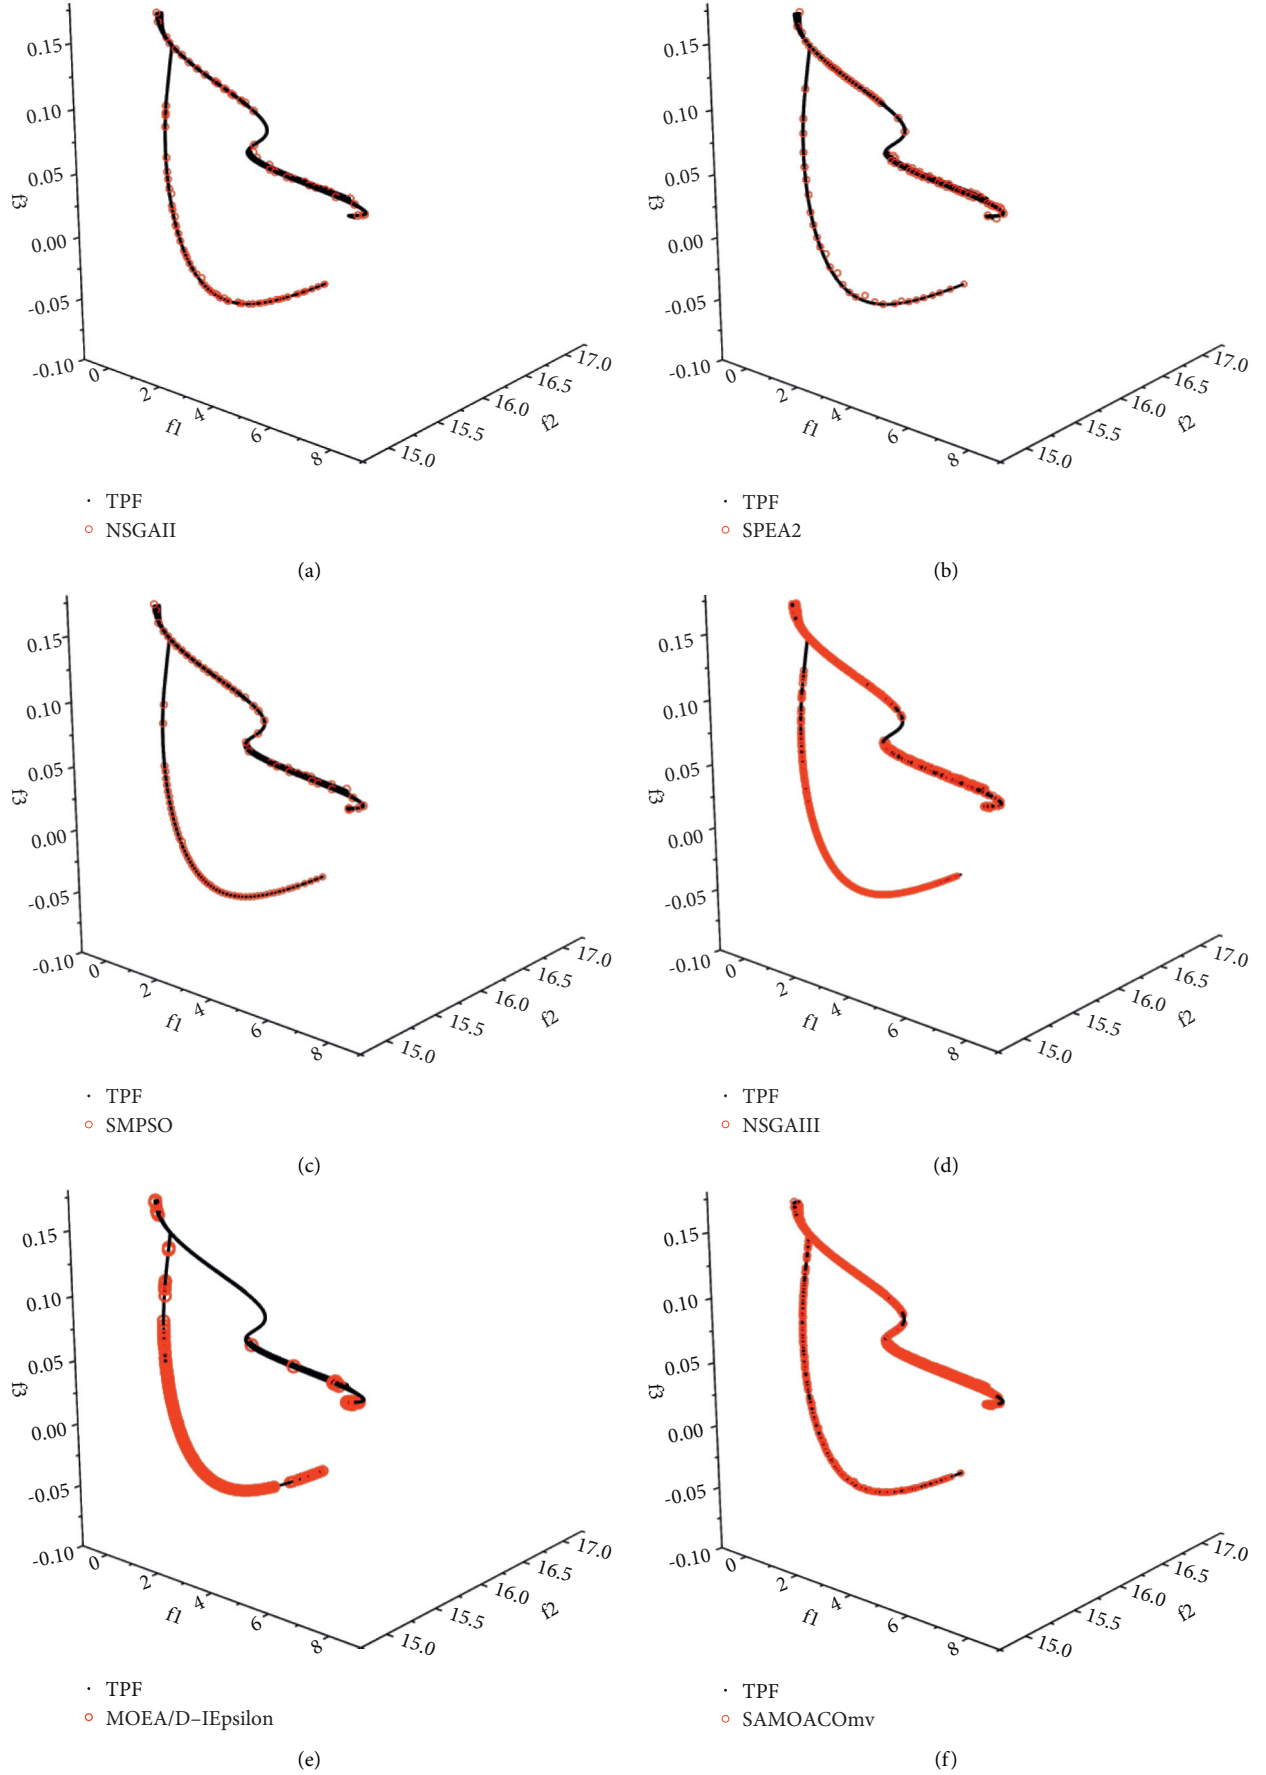 0.15
0.10
0.05
0.00
-0.05
-0.10
f3
0
2
4
6
8
f1
15.0
15.5
16.0
16.5
17.0
f2
TPF
NSGAII
(a)
0.15
0.10
0.05
0.00
-0.05
-0.10
f3
0
2
4
6
8
f1
15.0
15.5
16.0
16.5
17.0
f2
TPF
SPEA2
(b)
0.15
0.10
0.05
0.00
-0.05
-0.10
f3
0
2
4
6
8
f1
15.0
15.5
16.0
16.5
17.0
f2
TPF
SMPSO
(c)
0.15
0.10
0.05
0.00
-0.05
-0.10
f3
0
2
4
6
8
f1
15.0
15.5
16.0
16.5
17.0
f2
TPF
NSGAIII
(d)
0.15
0.10
0.05
0.00
-0.05
-0.10
f3
0
2
4
6
8
f1
15.0
15.5
16.0
16.5
17.0
f2
TPF
MOEA/D–IEpsilon
(e)
0.15
0.10
0.05
0.00
-0.05
-0.10
f3
0
2
4
6
8
f1
15.0
15.5
16.0
16.5
17.0
f2
TPF
SAMOACOmv
(f)